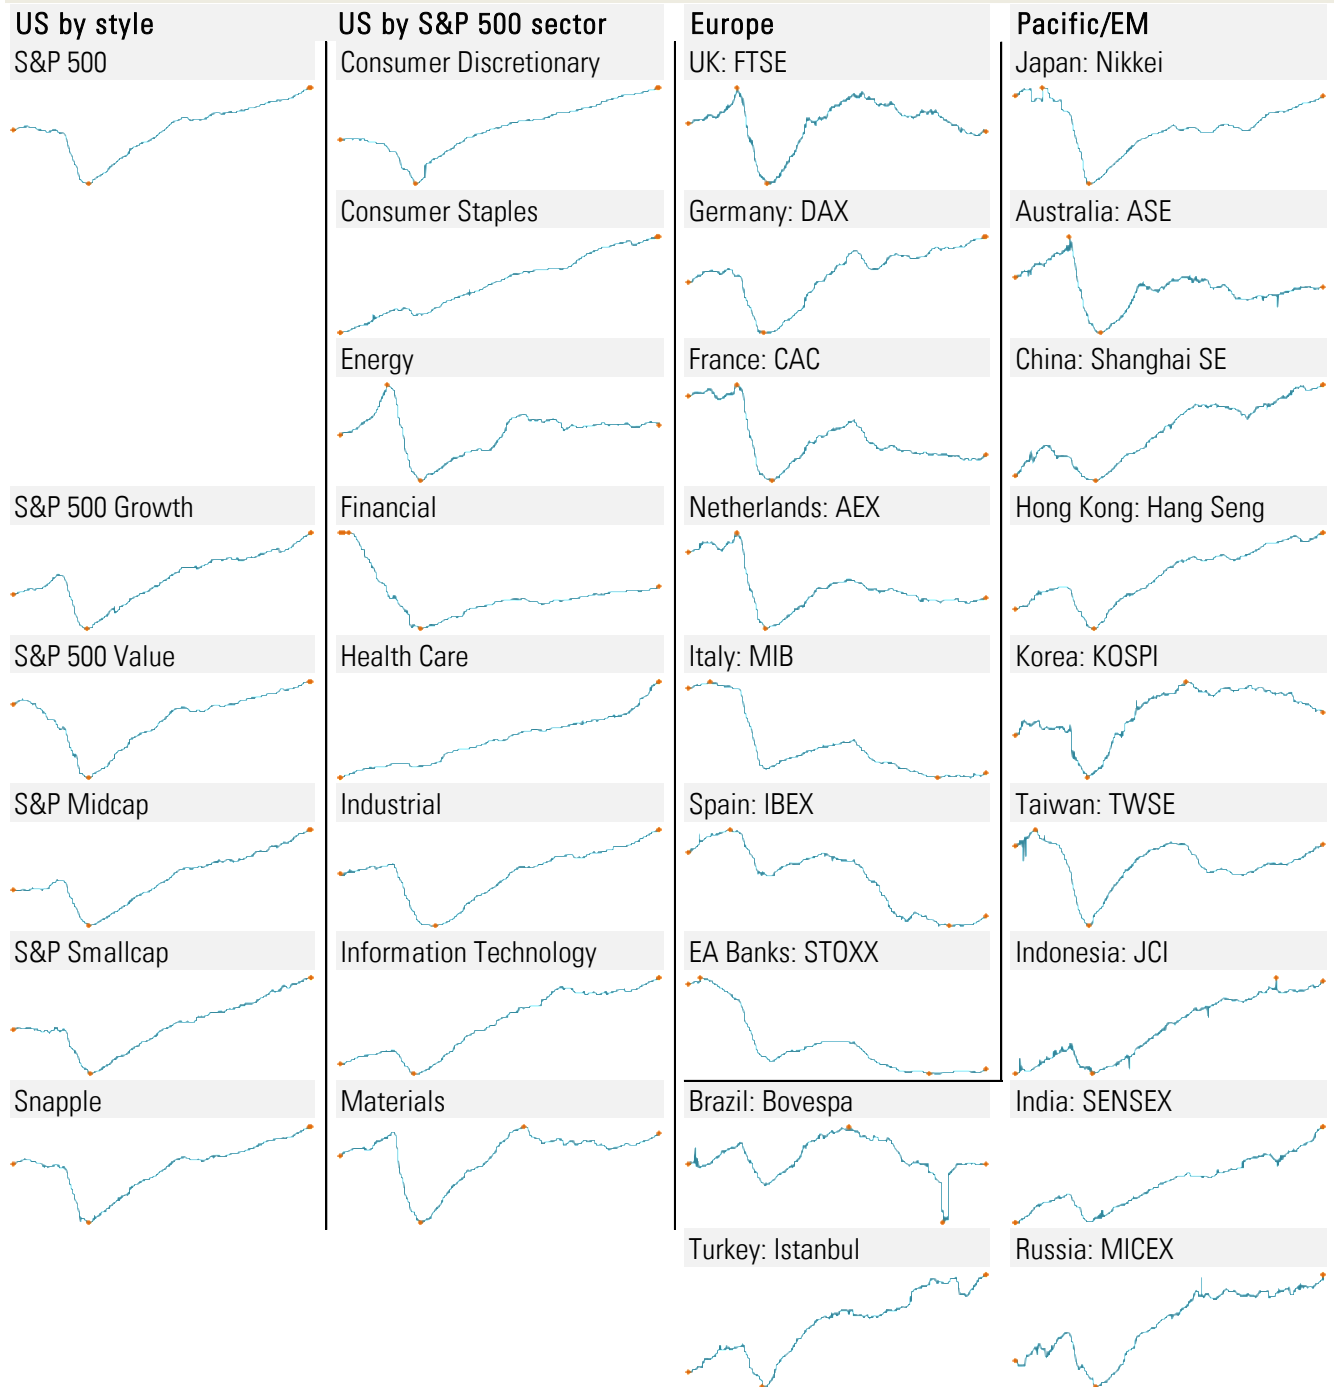 US by style
S&P 500
S&P 500 Growth
S&P 500 Value
S&P Midcap
S&P Smallcap
Snapple
US by S&P 500 sector
Consumer Discretionary
Consumer Staples
Energy
Financial
Health Care
Industrial
Information Technology
Materials
Europe
UK: FTSE
Germany: DAX
France: CAC
Netherlands: AEX
Italy: MIB
Spain: IBEX
EA Banks: STOXX
Brazil: Bovespa
Turkey: Istanbul
Pacific/EM
Japan: Nikkei
Australia: ASE
China: Shanghai SE
Hong Kong: Hang Seng
Korea: KOSPI
Taiwan: TWSE
Indonesia: JCI
India: SENSEX
Russia: MICEX